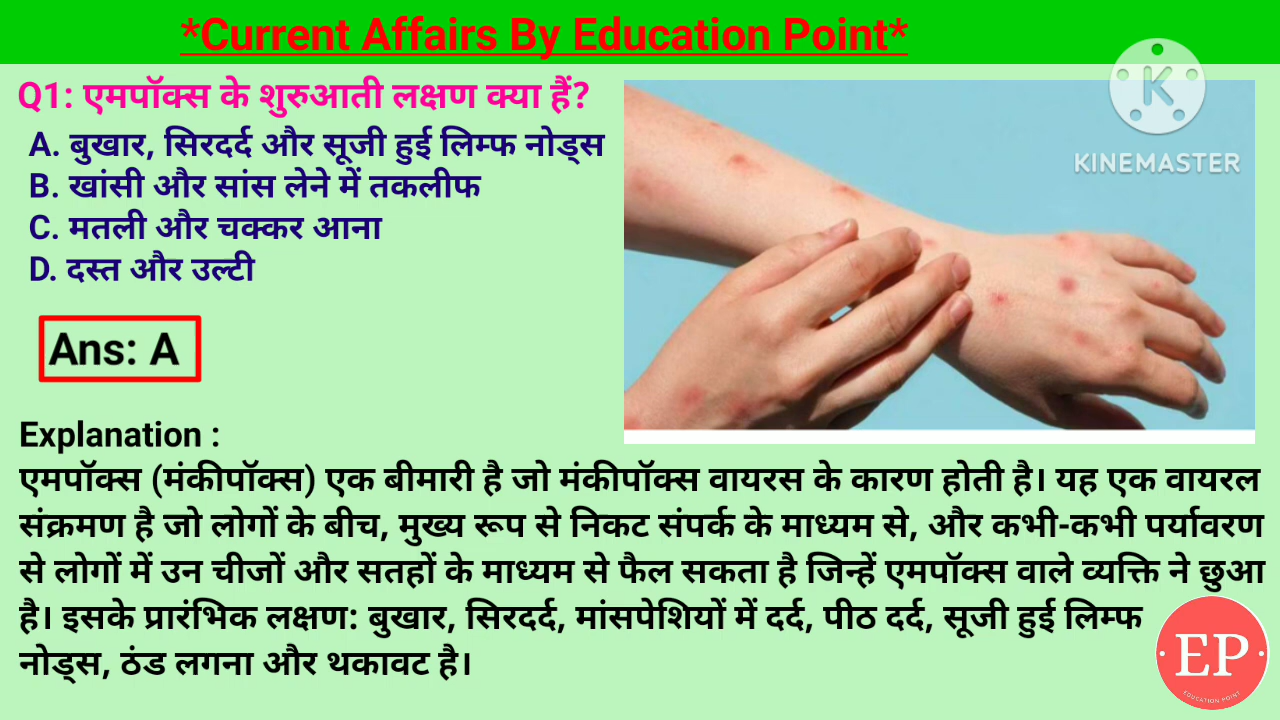 *Current Affairs By Education Point*
Q1: एमपॉक्स के शुरुआती लक्षण क्या हैं?
A. बुखार, सिरदर्द और सूजी हुई लिम्फ नोड्स
B. खांसी और सांस लेने में तकलीफ
C. मतली और चक्कर आना
D. दस्त और उल्टी
Ans: A
K
KINEMASTER
Explanation :
एमपॉक्स (मंकीपॉक्स) एक बीमारी है जो मंकीपॉक्स वायरस के कारण होती है। यह एक वायरल
संक्रमण है जो लोगों के बीच, मुख्य रूप से निकट संपर्क के माध्यम से, और कभी-कभी पर्यावरण
से लोगों में उन चीजों और सतहों के माध्यम से फैल सकता है जिन्हें एमपॉक्स वाले व्यक्ति ने छुआ
है। इसके प्रारंभिक लक्षण: बुखार, सिरदर्द, मांसपेशियों में दर्द, पीठ दर्द, सूजी हुई लिम्फ
नोड्स, ठंड लगना और थकावट है।
EP
EDUCATION POINT